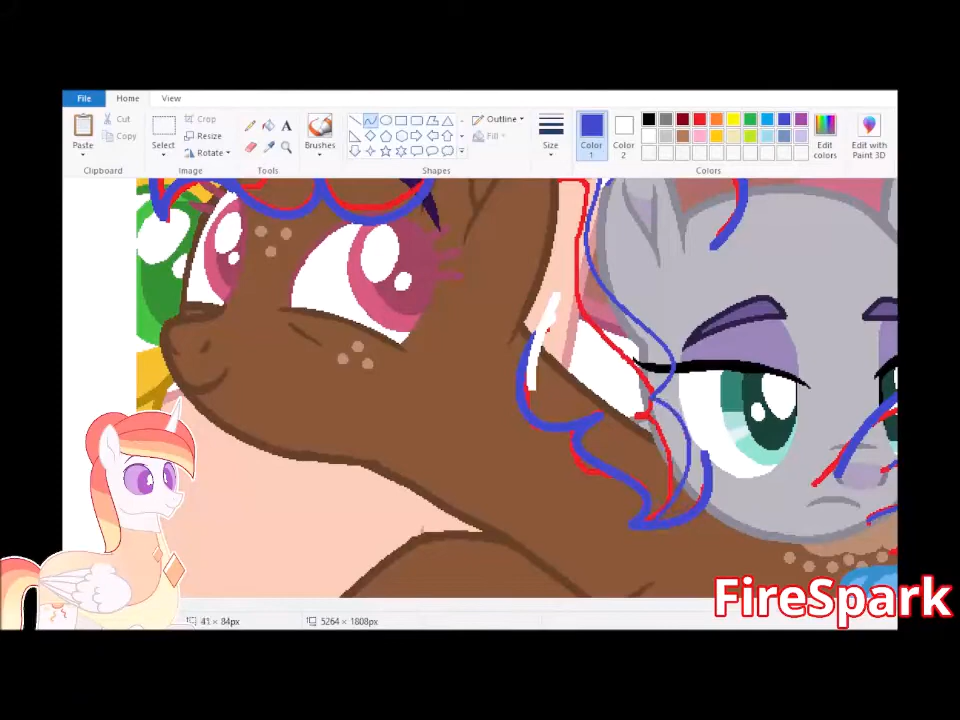 File Home View
Paste
Cut
Copy
Clipboard
Select
Crop
Resize
Rotate
Image
A
Tools
Brushes
Outline
Fill
Shapes
Size
Color 1
Color 2
Edit colors
Colors
Edit with Paint 3D
FireSpark
41 × 84px 5264 × 1808px